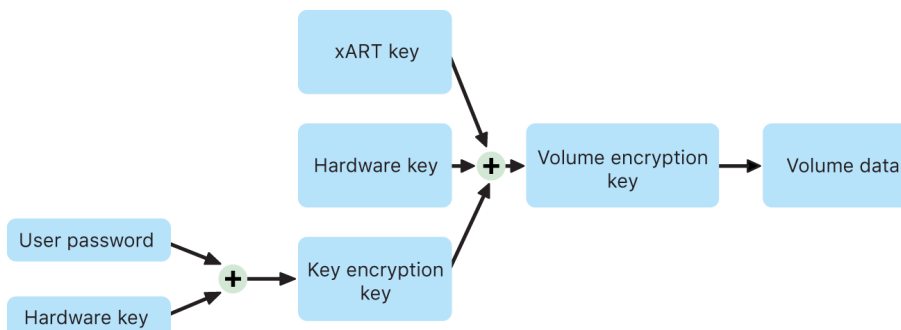 xART key
Hardware key
Volume encryption
key
Volume data
User password
Key encryption
key
Hardware key